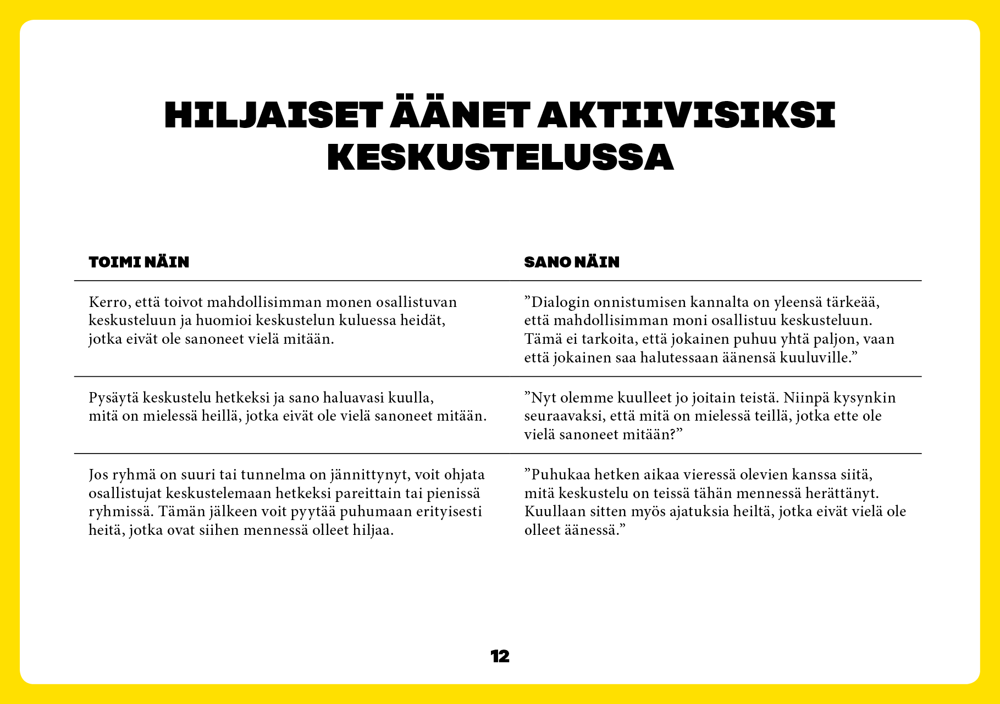 HILJAISET ÄÄNET AKTIIVISIKSI
KESKUSTELUSSA
TOIMI NÄIN
SANO NÄIN
Kerro, että toivot mahdollisimman monen osallistuvan
keskusteluun ja huomioi keskustelun kuluessa heidät,
jotka eivät ole sanoneet vielä mitään.
”Dialogin onnistumisen kannalta on yleensä tärkeää,
että mahdollisimman moni osallistuu keskusteluun.
Tämä ei tarkoita, että jokainen puhuu yhtä paljon, vaan
että jokainen saa halutessaan äänensä kuuluville.”
Pysäytä keskustelu hetkeksi ja sano haluavasi kuulla,
mitä on mielessä heillä, jotka eivät ole vielä sanoneet mitään.
”Nyt olemme kuulleet jo joitain teistä. Niinpä kysynkin
seuraavaksi, että mitä on mielessä teillä, jotka ette ole
vielä sanoneet mitään?”
Jos ryhmä on suuri tai tunnelma on jännittynyt, voit ohjata
osallistujat keskustelemaan hetkeksi pareittain tai pienissä
ryhmissä. Tämän jälkeen voit pyytää puhumaan erityisesti
heitä, jotka ovat siihen mennessä olleet hiljaa.
”Puhukaa hetken aikaa vieressä olevien kanssa siitä,
mitä keskustelu on teissä tähän mennessä herättänyt.
Kuullaan sitten myös ajatuksia heiltä, jotka eivät vielä ole
olleet äänessä.”
12